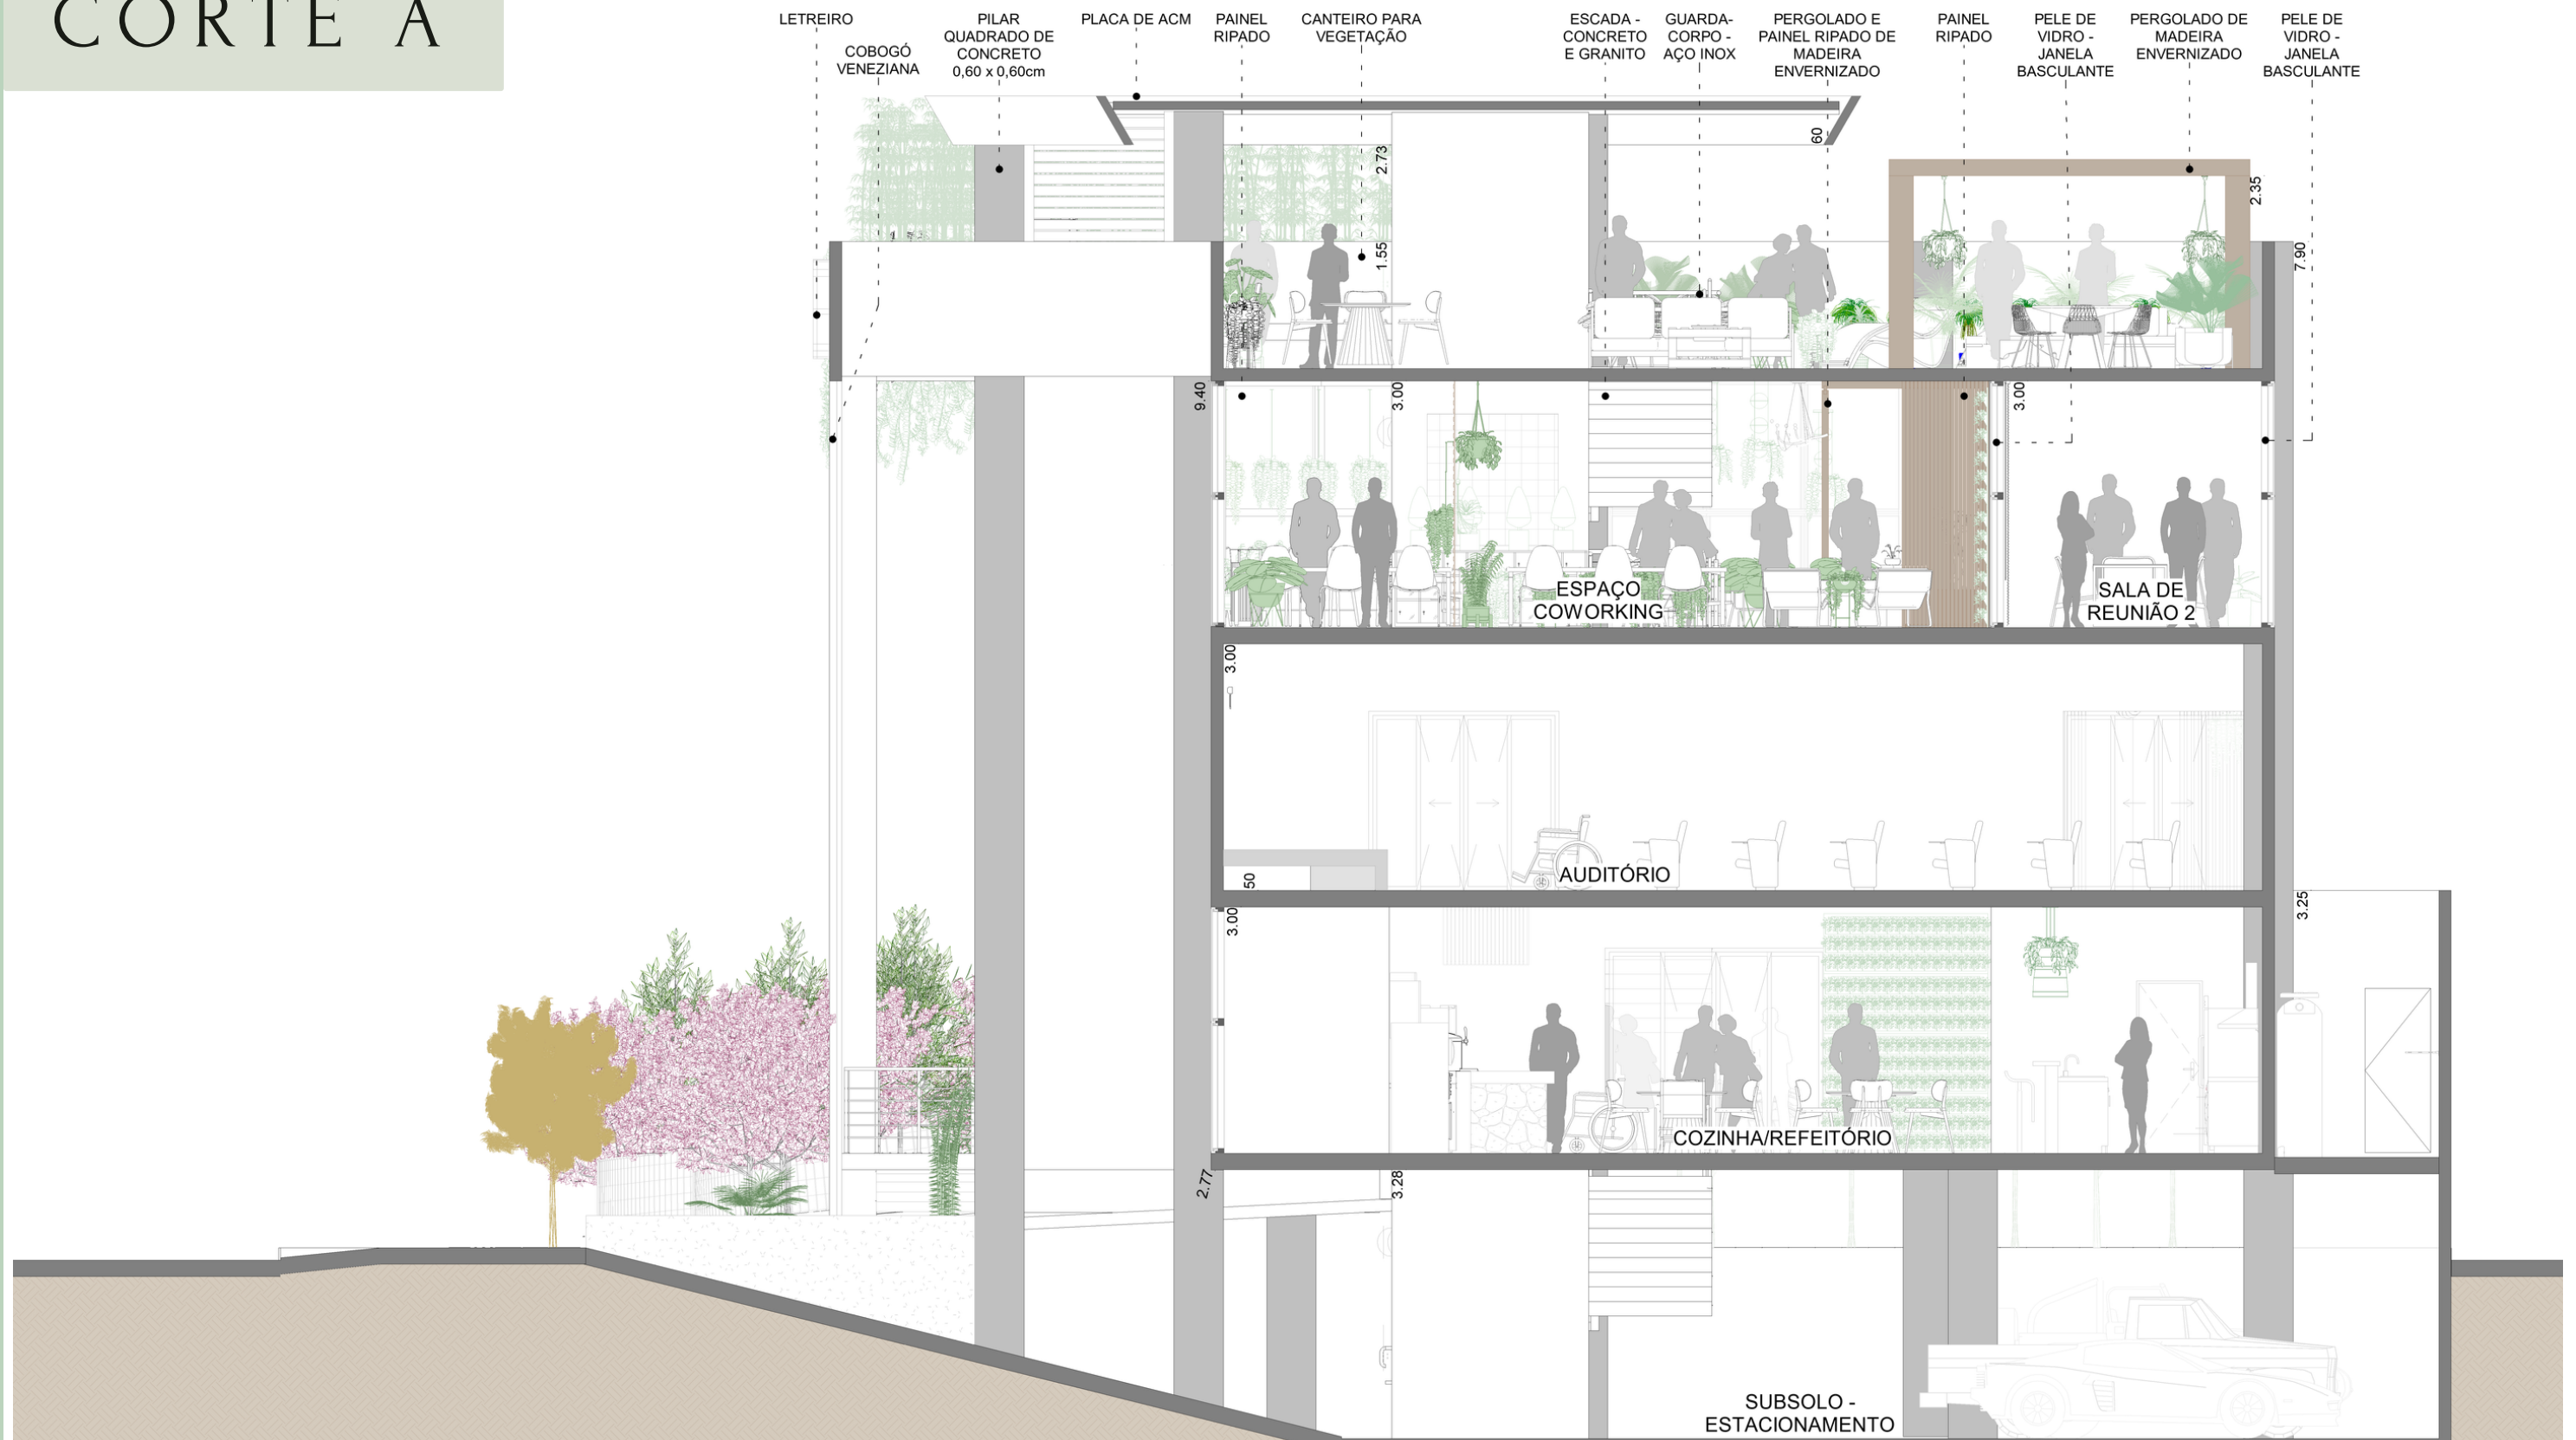 CORTE A
LETREIRO
COBOGÓ
VENEZIANA
PILAR
QUADRADO DE
CONCRETO
0,60 x 0,60cm
PLACA DE ACM
PAINEL
RIPADO
CANTEIRO PARA
VEGETAÇÃO
ESCADA -
CONCRETO
E GRANITO
GUARDA-
CORPO -
AÇO INOX
PERGOLADO E
PAINEL RIPADO DE
MADEIRA
ENVERNIZADO
PAINEL
RIPADO
PELE DE
VIDRO -
JANELA
BASCULANTE
PERGOLADO DE
MADEIRA
ENVERNIZADO
PELE DE
VIDRO -
JANELA
BASCULANTE
60
2.73
2.35
1.55
7.90
9.40
3.00
3.00
ESPAÇO
COWORKING
SALA DE
REUNIÃO 2
3.00
50
AUDITÓRIO
3.00
3.25
COZINHA/REFEITÓRIO
2.77
3.28
SUBSOLO -
ESTACIONAMENTO